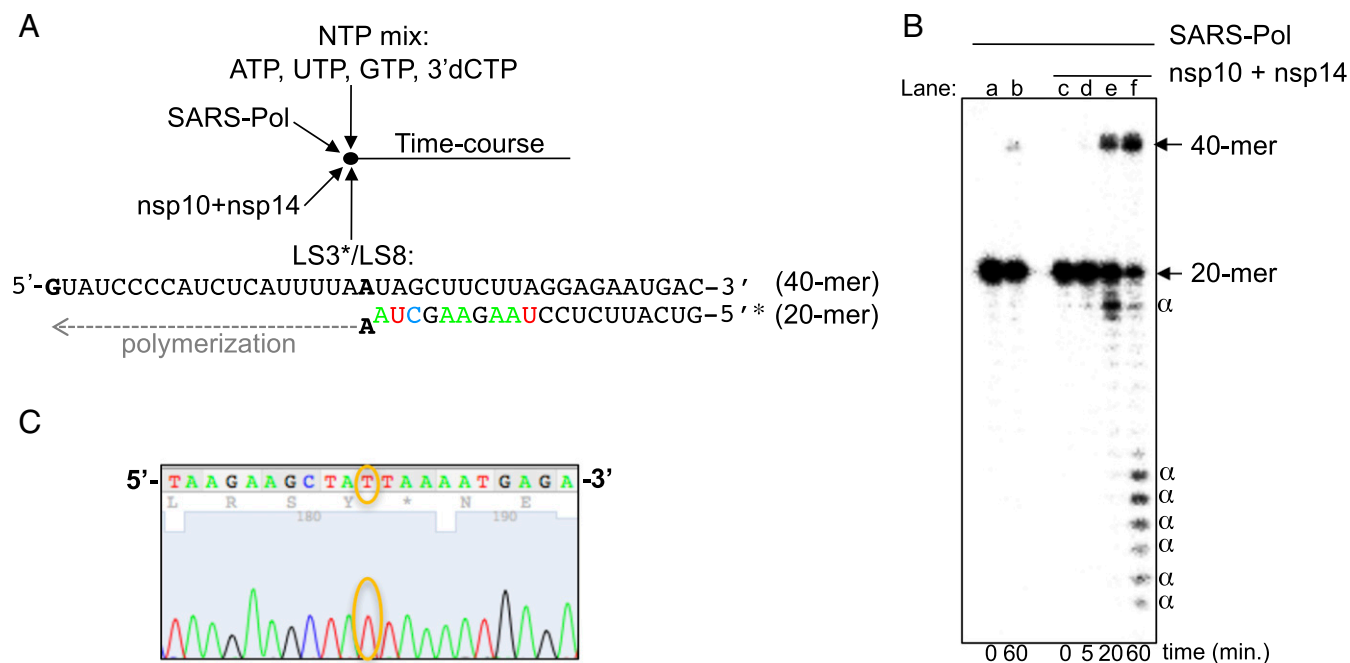 A
NTP mix:
ATP, UTP, GTP, 3'dCTP
SARS-Pol
Time-course
nsp10+nsp14
LS3*/LS8:
5'-GUAUCCCCAUCUCAUUUUAAUAGCUUCUUAGGAGAAUGAC-3' (40-mer)
AAUCGAAGAAUCCUCUUACUG-5'* (20-mer)
polymerization
B
SARS-Pol
nsp10 + nsp14
Lane: a b c d e f
40-mer
20-mer
α
α
α
α
α
α
α
0 60 0 5 20 60 time (min.)
C
5'- TAAGAAGCTATTAAAATGAGA -3'
L R S Y * N E
180 190